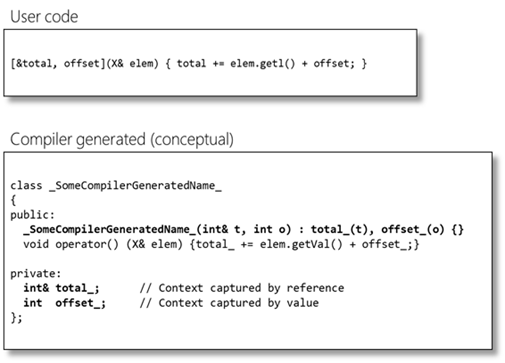 User code
[&total, offset](X& elem) { total += elem.getl() + offset; }
Compiler generated (conceptual)
class _SomeCompilerGeneratedName_
{
public:
  _SomeCompilerGeneratedName_(int& t, int o) : total_(t), offset_(o) {}
  void operator() (X& elem) {total_ += elem.getVal() + offset_;}
private:
  int& total_;      // Context captured by reference
  int  offset_;     // Context captured by value
};